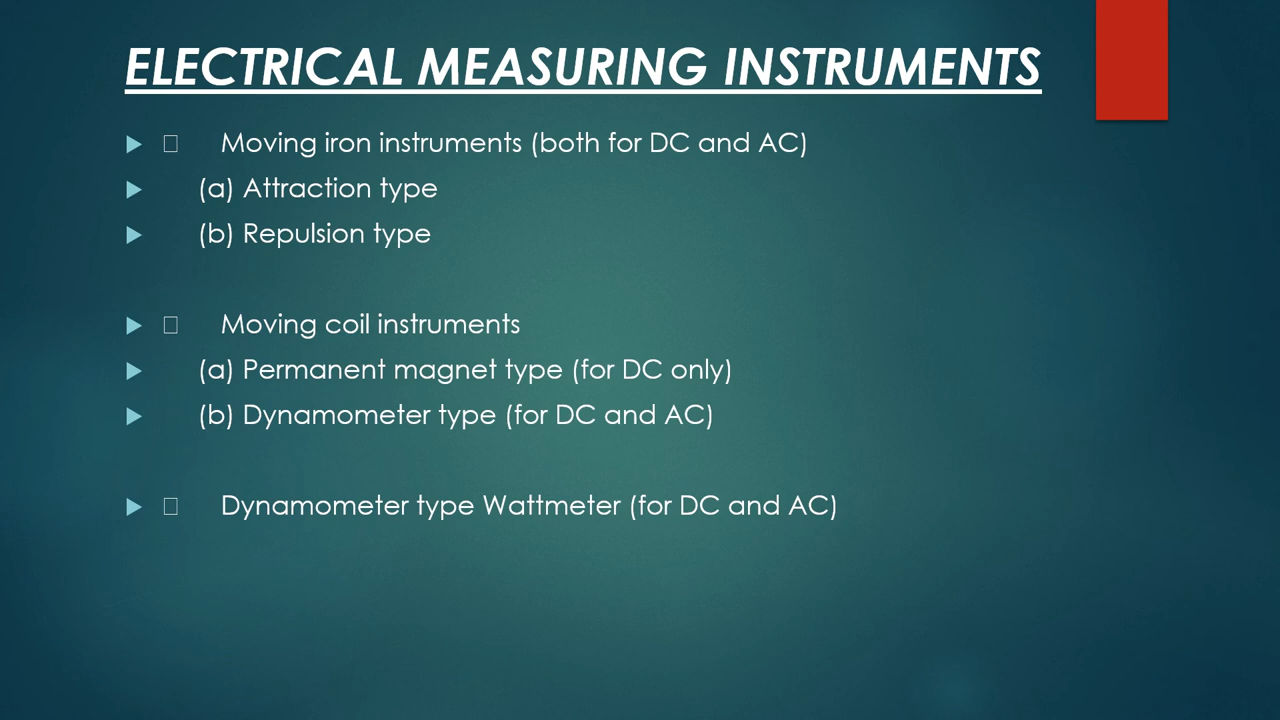 ELECTRICAL MEASURING INSTRUMENTS
Moving iron instruments (both for DC and AC)
(a) Attraction type
(b) Repulsion type
Moving coil instruments
(a) Permanent magnet type (for DC only)
(b) Dynamometer type (for DC and AC)
Dynamometer type Wattmeter (for DC and AC)